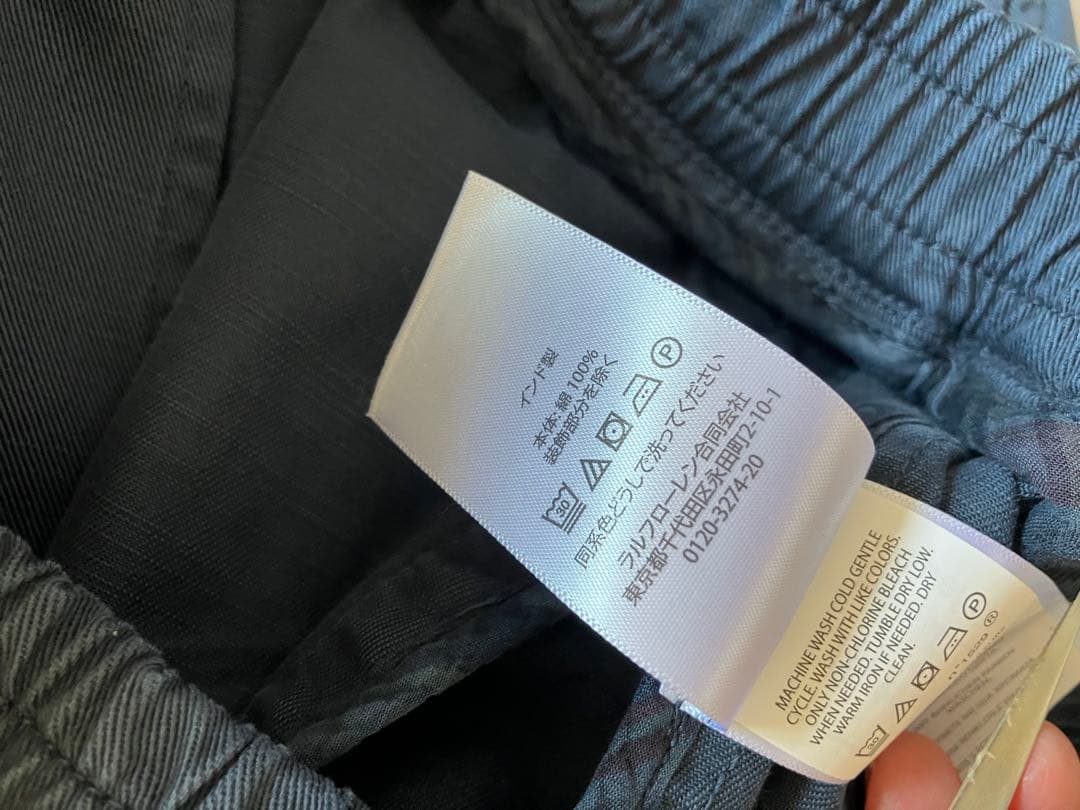 インド製
本体: 綿 100%
装飾部分を除く
30
P
同系色どうしで洗ってください
ラルフローレン合同会社
東京都千代田区永田町2-10-1
0120-3274-20
MACHINE WASH COLD GENTLE
CYCLE. WASH WITH LIKE COLORS.
ONLY NON-CHLORINE BLEACH
WHEN NEEDED. TUMBLE DRY LOW.
WARM IRON IF NEEDED. DRY
CLEAN.
30
P